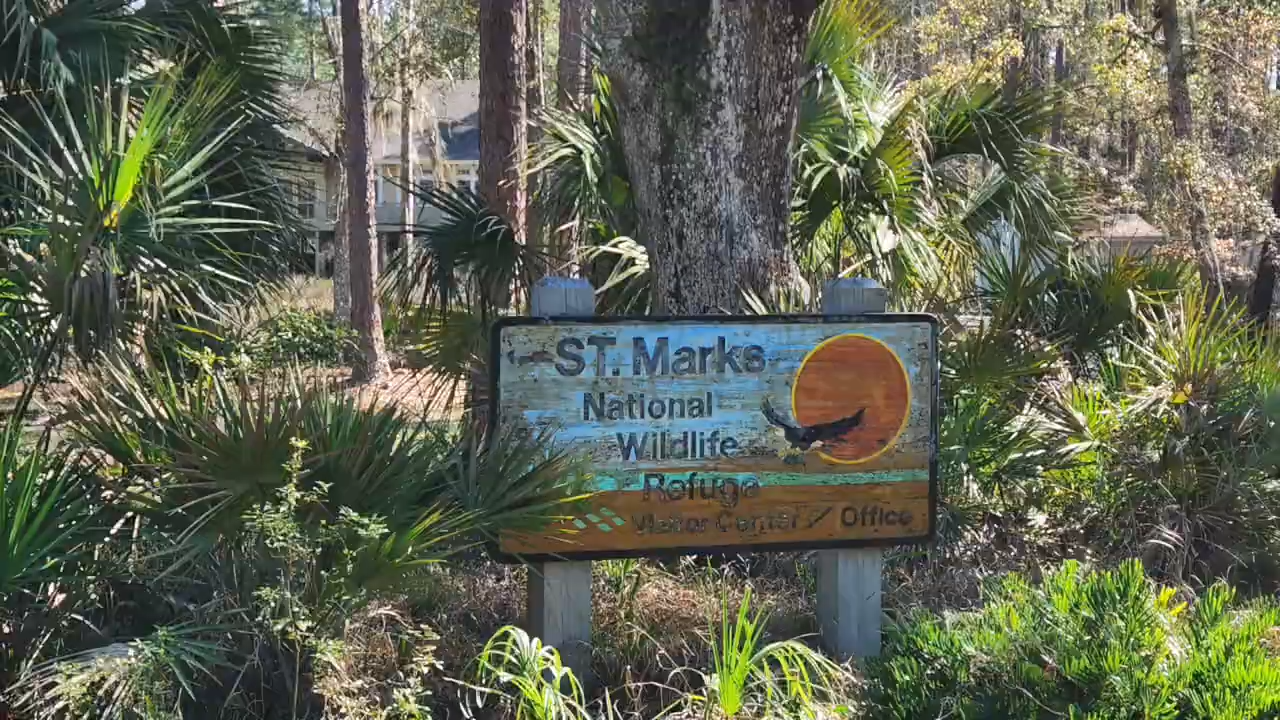 ST. Marks
National
Wildlife
Refuge
Visitor Center / Office